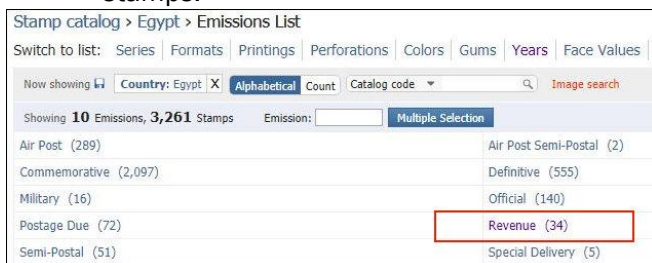 stamps.
Stamp catalog › Egypt › Emissions List
Switch to list: Series | Formats | Printings | Perforations | Colors | Gums | Years | Face Values |
Now showing Country: Egypt X Alphabetical Count Catalog code Image search
Showing 10 Emissions, 3,261 Stamps Emission: Multiple Selection
Air Post (289) Air Post Semi-Postal (2)
Commemorative (2,097) Definitive (555)
Military (16) Official (140)
Postage Due (72) Revenue (34)
Semi-Postal (51) Special Delivery (5)